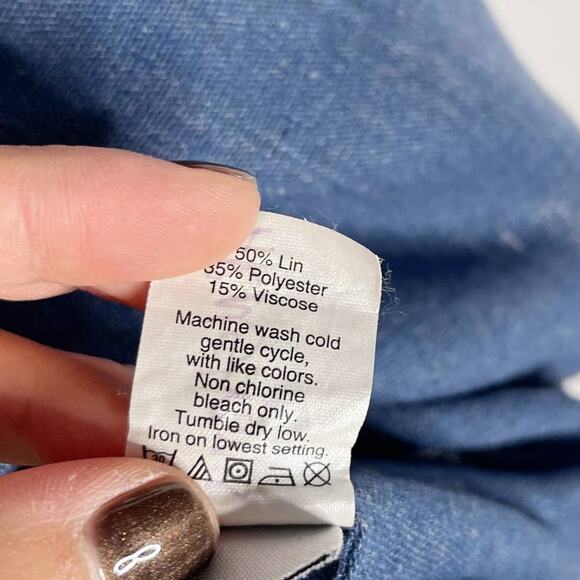 50% Lin
35% Polyester
15% Viscose
Machine wash cold
gentle cycle,
with like colors.
Non chlorine
bleach only.
Tumble dry low.
Iron on lowest setting.
30